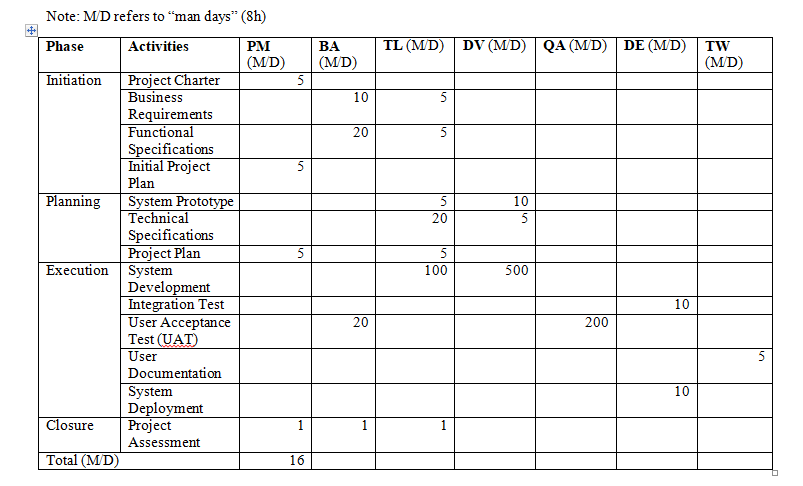 Note: M/D refers to “man days” (8h)
Phase Activities PM BA TL (M/D) DV (M/D) QA (M/D) DE (M/D) TW
(M/D) (M/D) (M/D)
Initiation Project Charter 5
Business 10 5
Requirements
Functional 20 5
Specifications
Initial Project 5
Plan
Planning System Prototype 5 10
Technical 20 5
Specifications
Project Plan 5 5
Execution System 100 500
Development
Integration Test 10
User Acceptance 20 200
Test (UAT)
User 5
Documentation
System 10
Deployment
Closure Project 1 1 1
Assessment
Total (M/D) 16